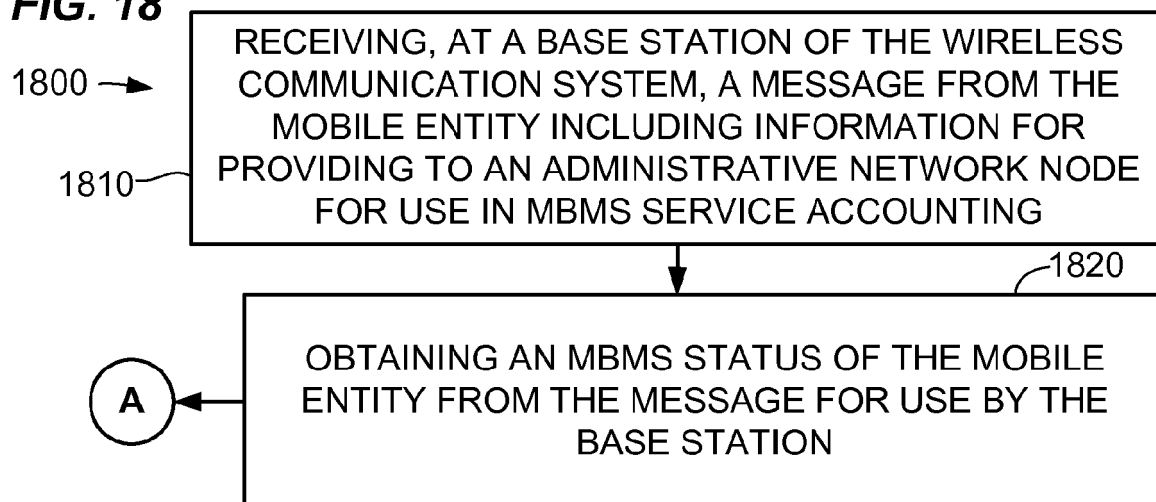 FIG. 18
1800
RECEIVING, AT A BASE STATION OF THE WIRELESS
COMMUNICATION SYSTEM, A MESSAGE FROM THE
MOBILE ENTITY INCLUDING INFORMATION FOR
PROVIDING TO AN ADMINISTRATIVE NETWORK NODE
FOR USE IN MBMS SERVICE ACCOUNTING
1810
1820
OBTAINING AN MBMS STATUS OF THE MOBILE
ENTITY FROM THE MESSAGE FOR USE BY THE
BASE STATION
A